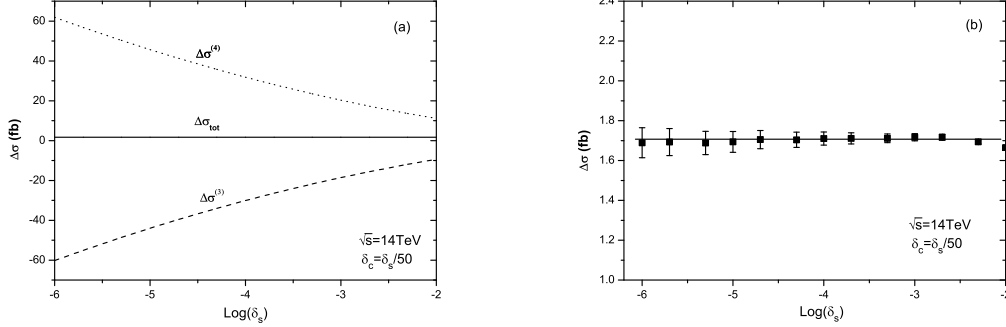 (a)
60
40
20
0
-20
-40
-60
Δσ (fb)
Δσ(4)
Δσtot
Δσ(3)
√s=14TeV
δc=δs/50
-6 -5 -4 -3 -2
Log(δs)
(b)
2.4
2.2
2.0
1.8
1.6
1.4
1.2
1.0
Δσ (fb)
√s=14TeV
δc=δs/50
-6 -5 -4 -3 -2
Log(δs)